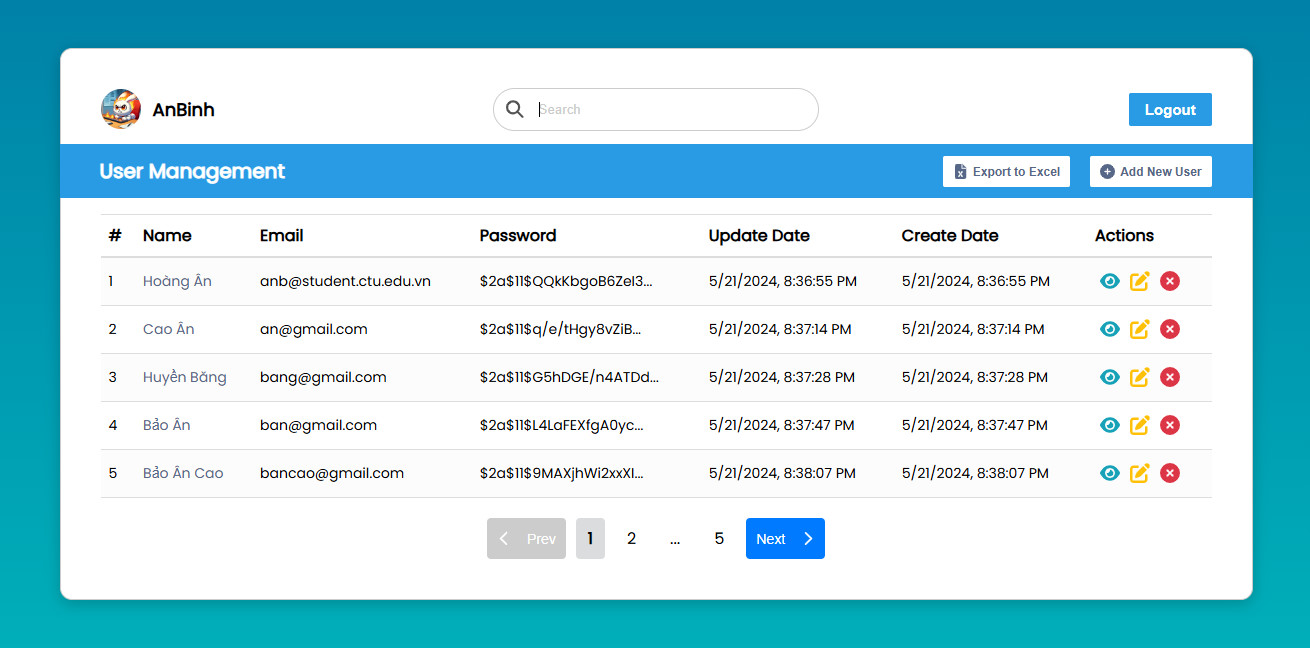 AnBinh Search Logout
User Management Export to Excel Add New User
# Name Email Password Update Date Create Date Actions
1 Hoàng Ân anb@student.ctu.edu.vn $2a$11$QQkKbgoB6ZeI3... 5/21/2024, 8:36:55 PM 5/21/2024, 8:36:55 PM
2 Cao Ân an@gmail.com $2a$11$q/e/tHgy8vZiB... 5/21/2024, 8:37:14 PM 5/21/2024, 8:37:14 PM
3 Huyền Băng bang@gmail.com $2a$11$G5hDGE/n4ATDd... 5/21/2024, 8:37:28 PM 5/21/2024, 8:37:28 PM
4 Bảo Ân ban@gmail.com $2a$11$L4LaFEXfgA0yc... 5/21/2024, 8:37:47 PM 5/21/2024, 8:37:47 PM
5 Bảo Ân Cao bancao@gmail.com $2a$11$9MAXjhWi2xxXI... 5/21/2024, 8:38:07 PM 5/21/2024, 8:38:07 PM
Prev 1 2 ... 5 Next